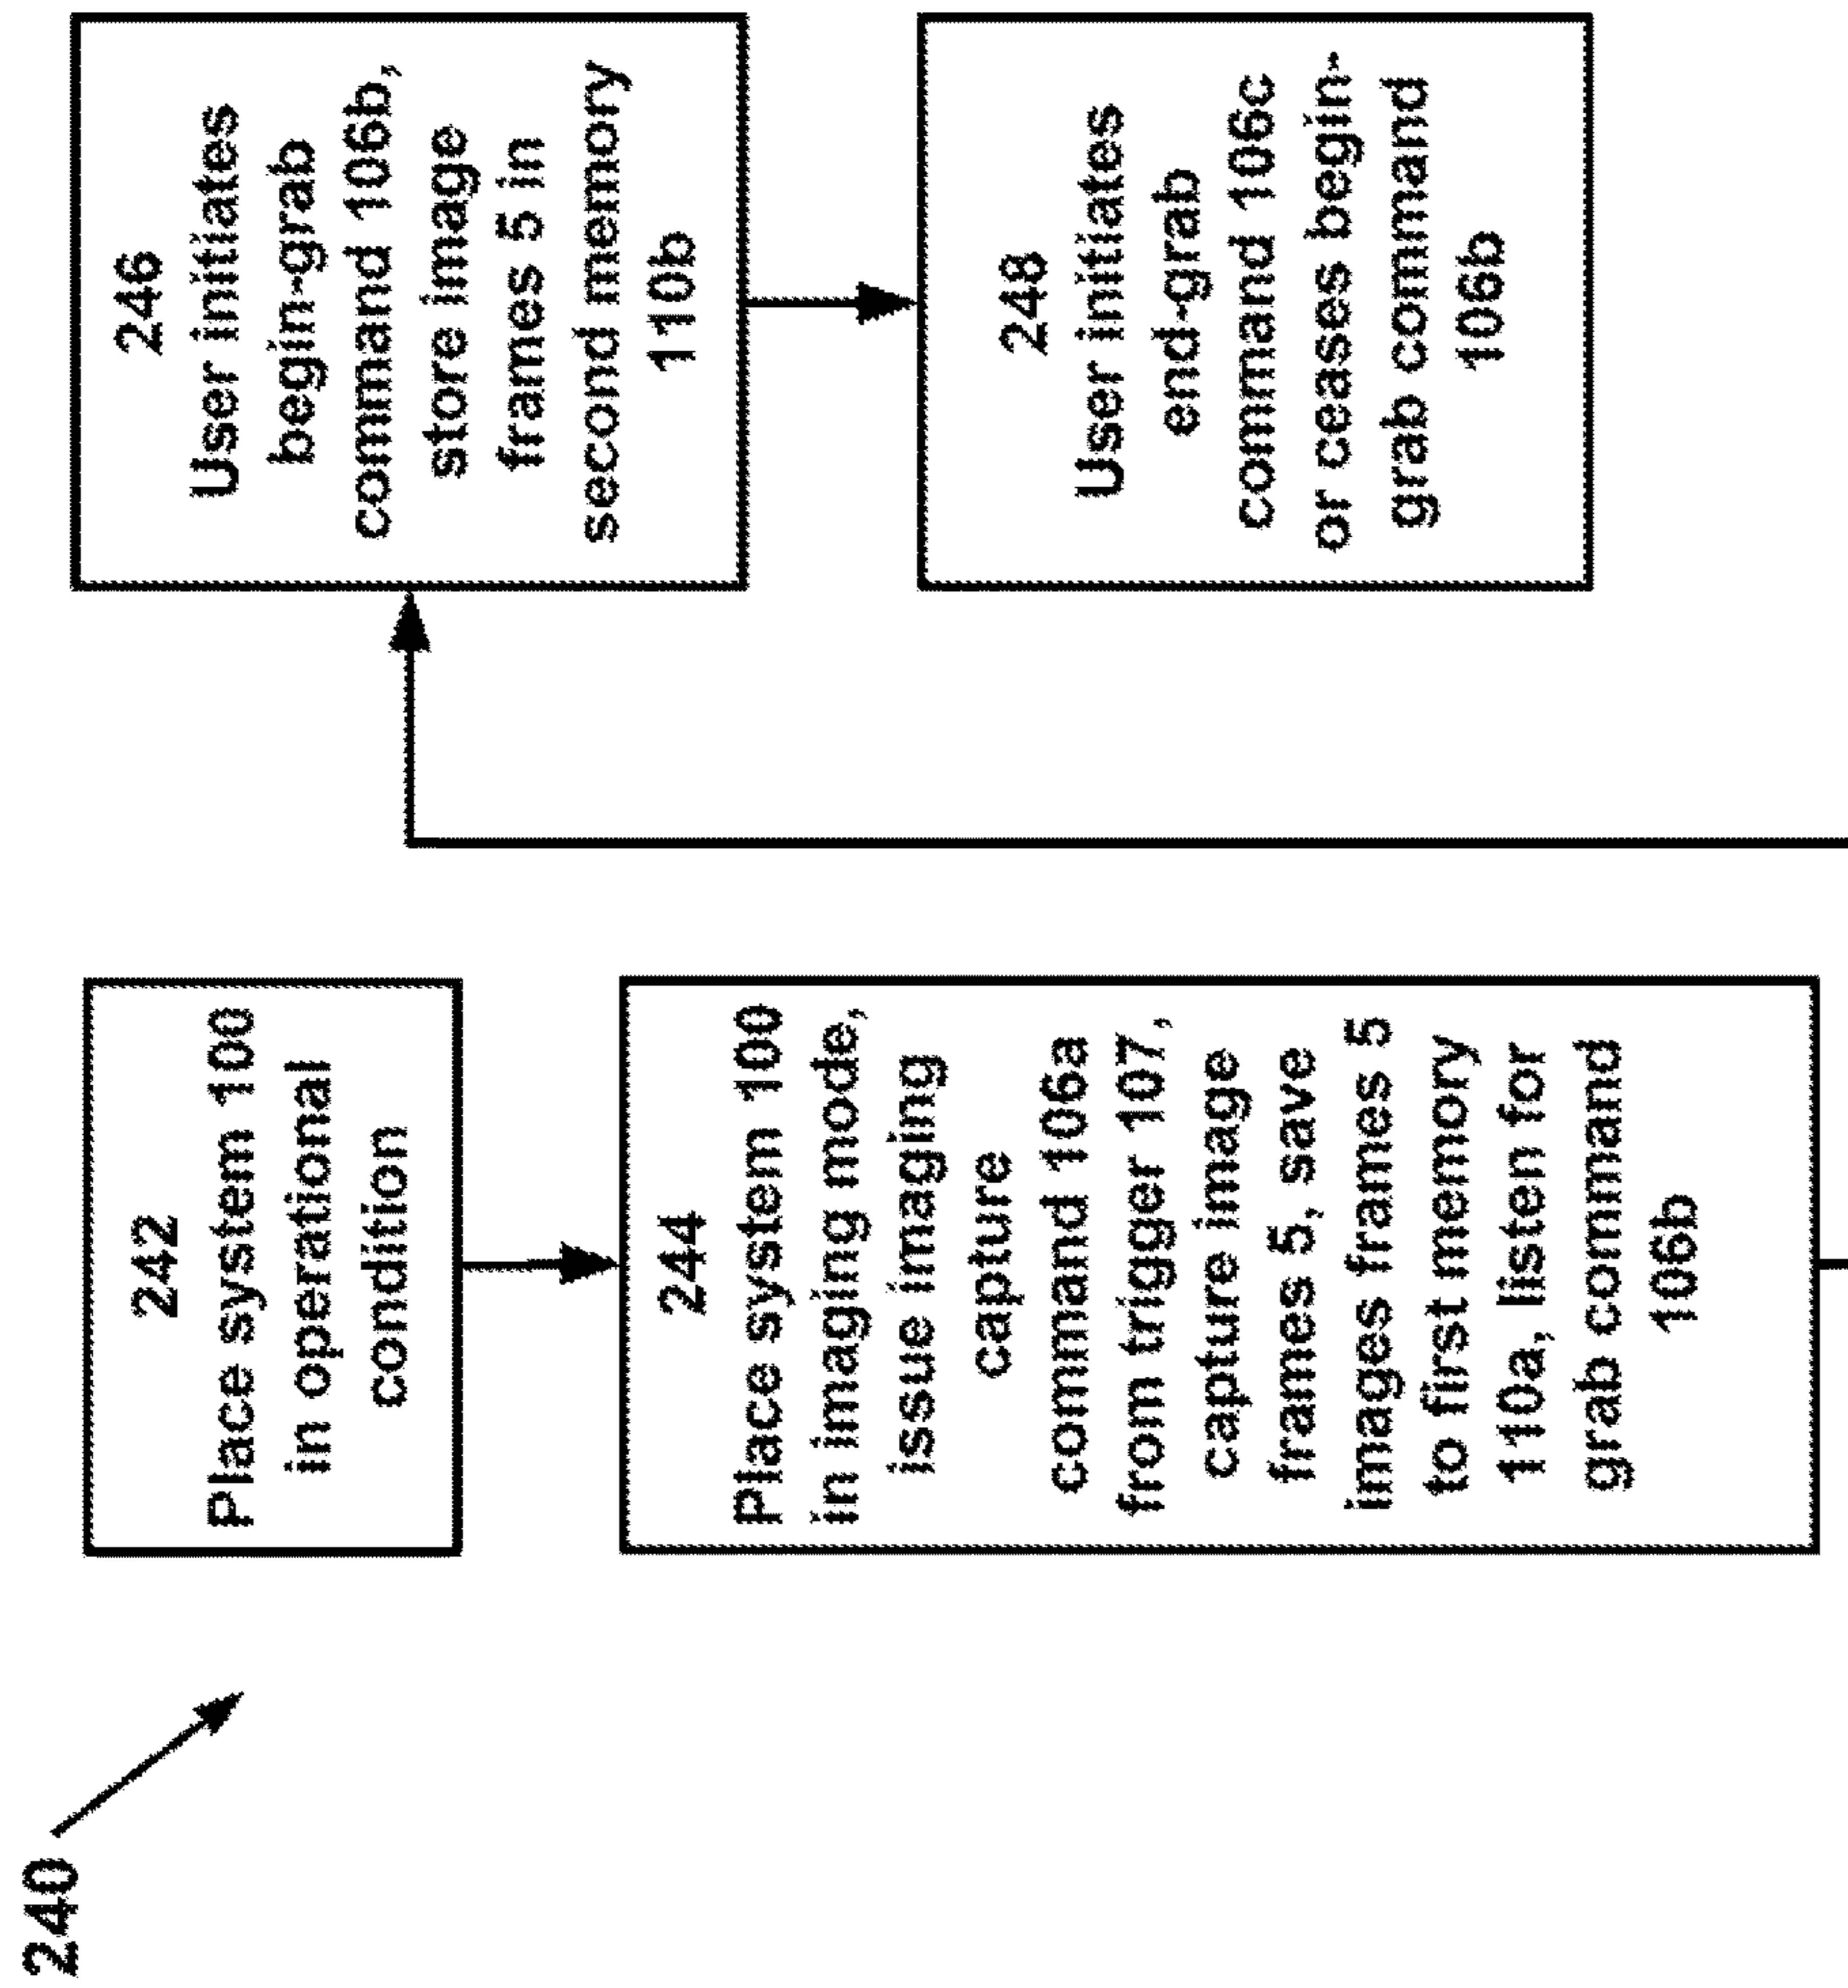 240
242
Place system 100
in operational
condition
244
Place system 100
in imaging mode,
issue imaging
capture
command 106a
from trigger 107,
capture image
frames 5, save
images frames 5
to first memory
110a, listen for
grab command
106b
246
User initiates
begin-grab
command 106b,
store image
frames 5 in
second memory
110b
248
User initiates
end-grab
command 106c
or ceases begin-
grab command
106b